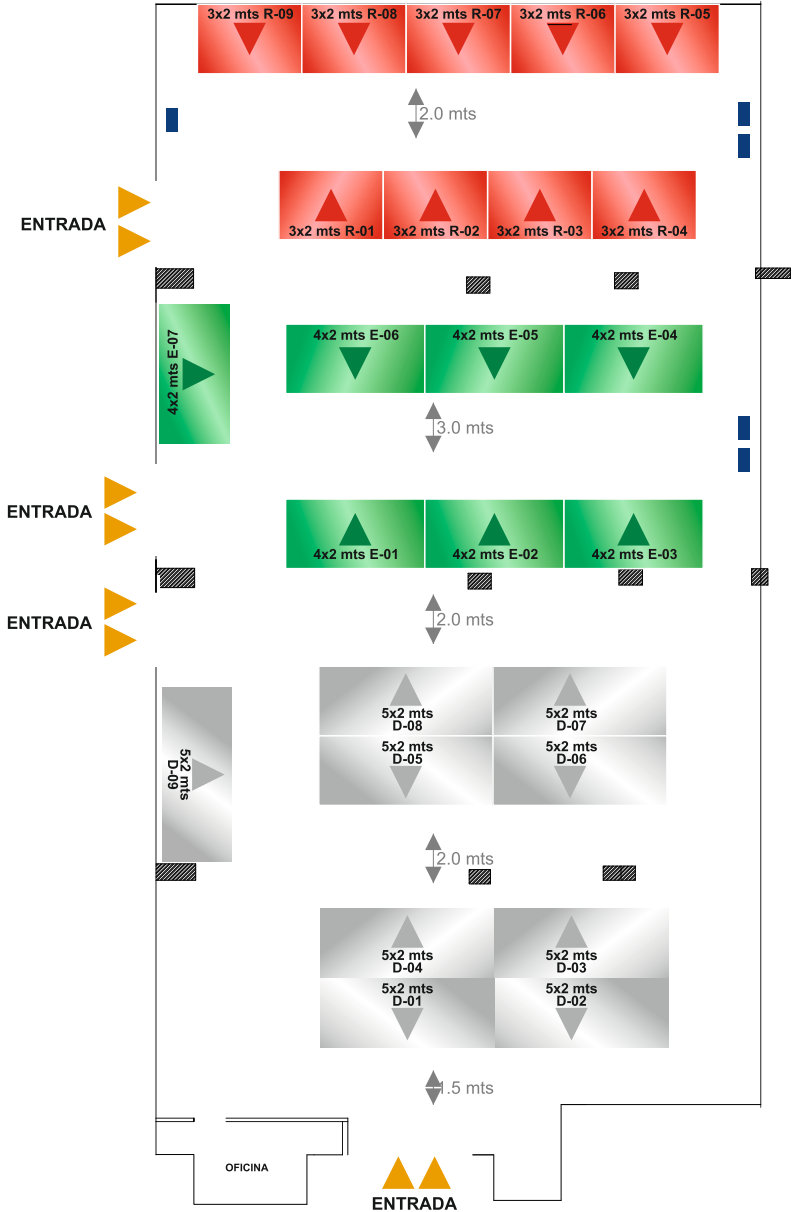 3x2 mts R-09
3x2 mts R-08
3x2 mts R-07
3x2 mts R-06
3x2 mts R-05
2.0 mts
ENTRADA
3x2 mts R-01
3x2 mts R-02
3x2 mts R-03
3x2 mts R-04
4x2 mts E-07
4x2 mts E-06
4x2 mts E-05
4x2 mts E-04
3.0 mts
ENTRADA
4x2 mts E-01
4x2 mts E-02
4x2 mts E-03
ENTRADA
2.0 mts
5x2 mts
D-08
5x2 mts
D-07
5x2 mts
D-05
5x2 mts
D-06
5x2 mts
D-09
2.0 mts
5x2 mts
D-04
5x2 mts
D-03
5x2 mts
D-01
5x2 mts
D-02
1.5 mts
OFICINA
ENTRADA